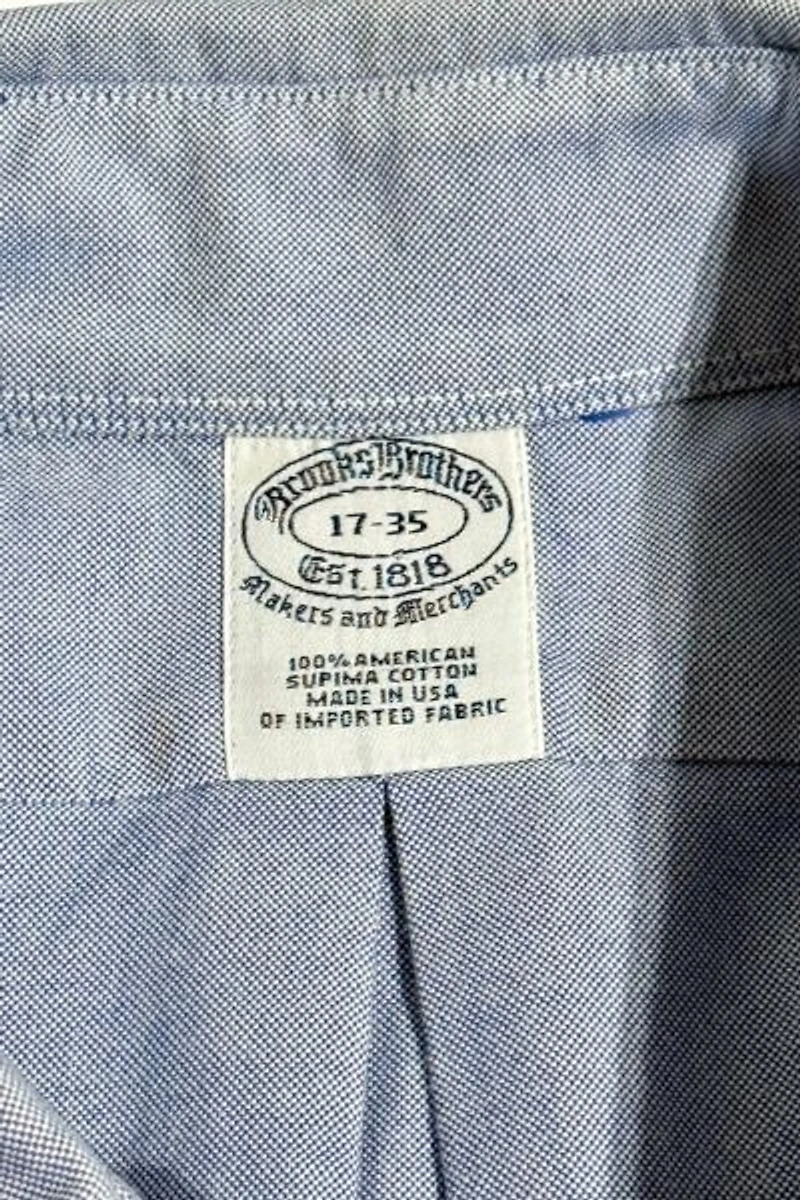 Brooks Brothers
17-35
Est. 1818
Makers and Merchants
100% AMERICAN
SUPIMA COTTON
MADE IN USA
OF IMPORTED FABRIC